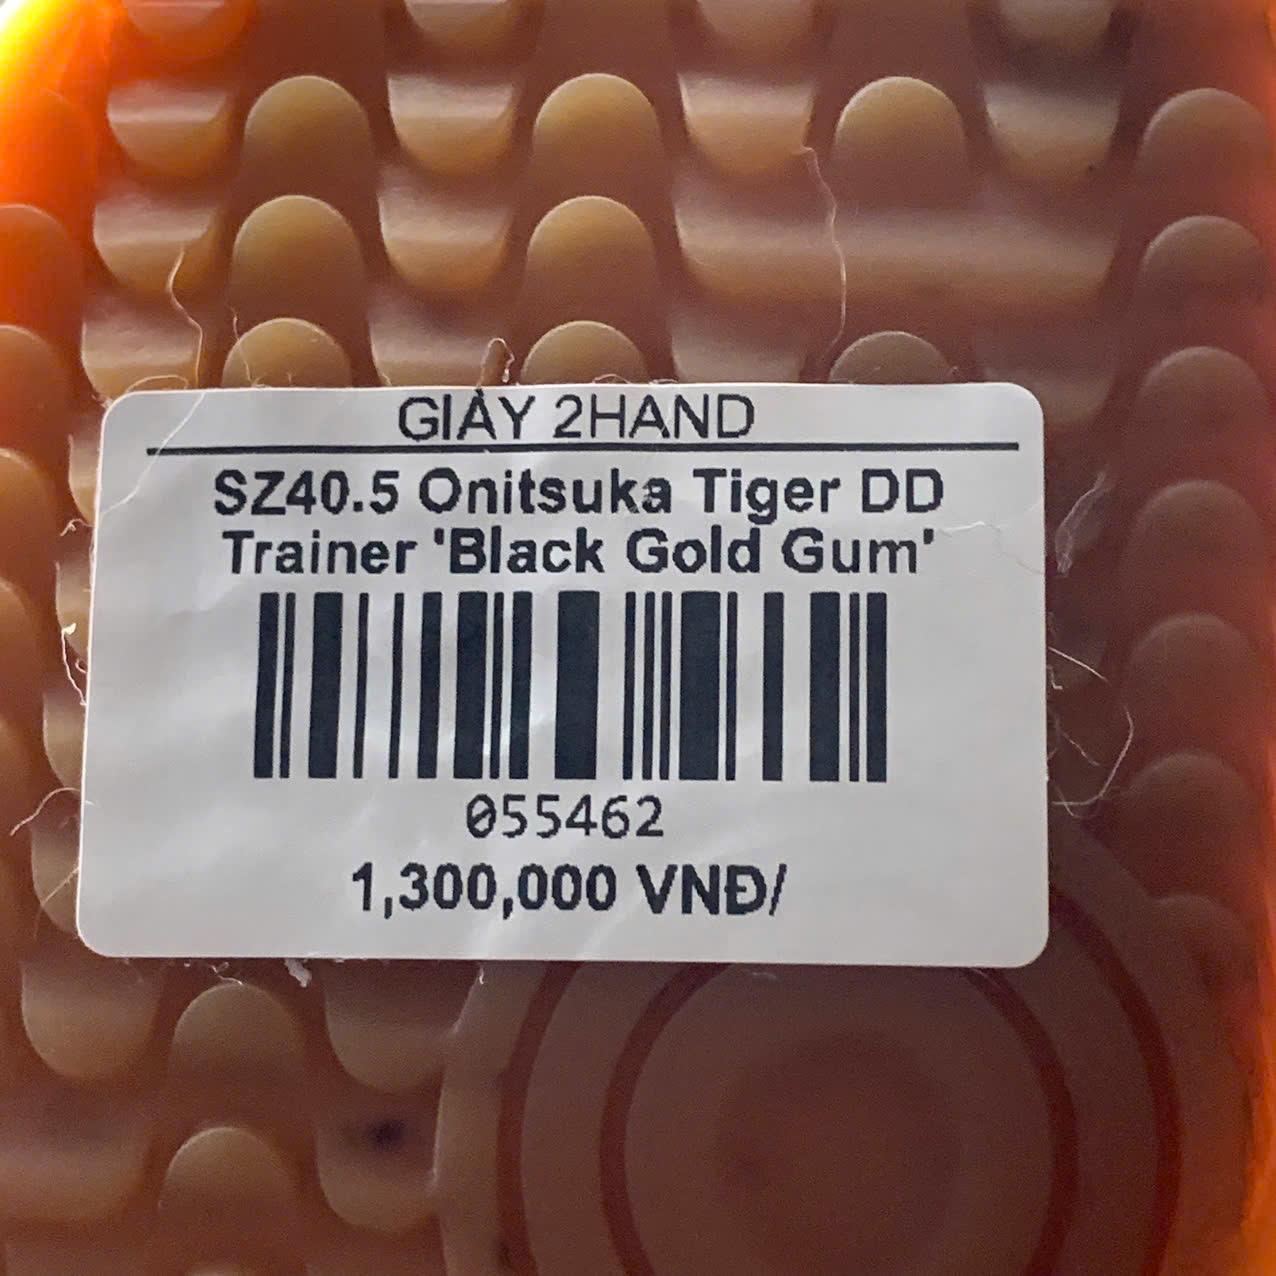 GIÀY 2HAND
SZ40.5 Onitsuka Tiger DD
Trainer 'Black Gold Gum'
055462
1,300,000 VNĐ/